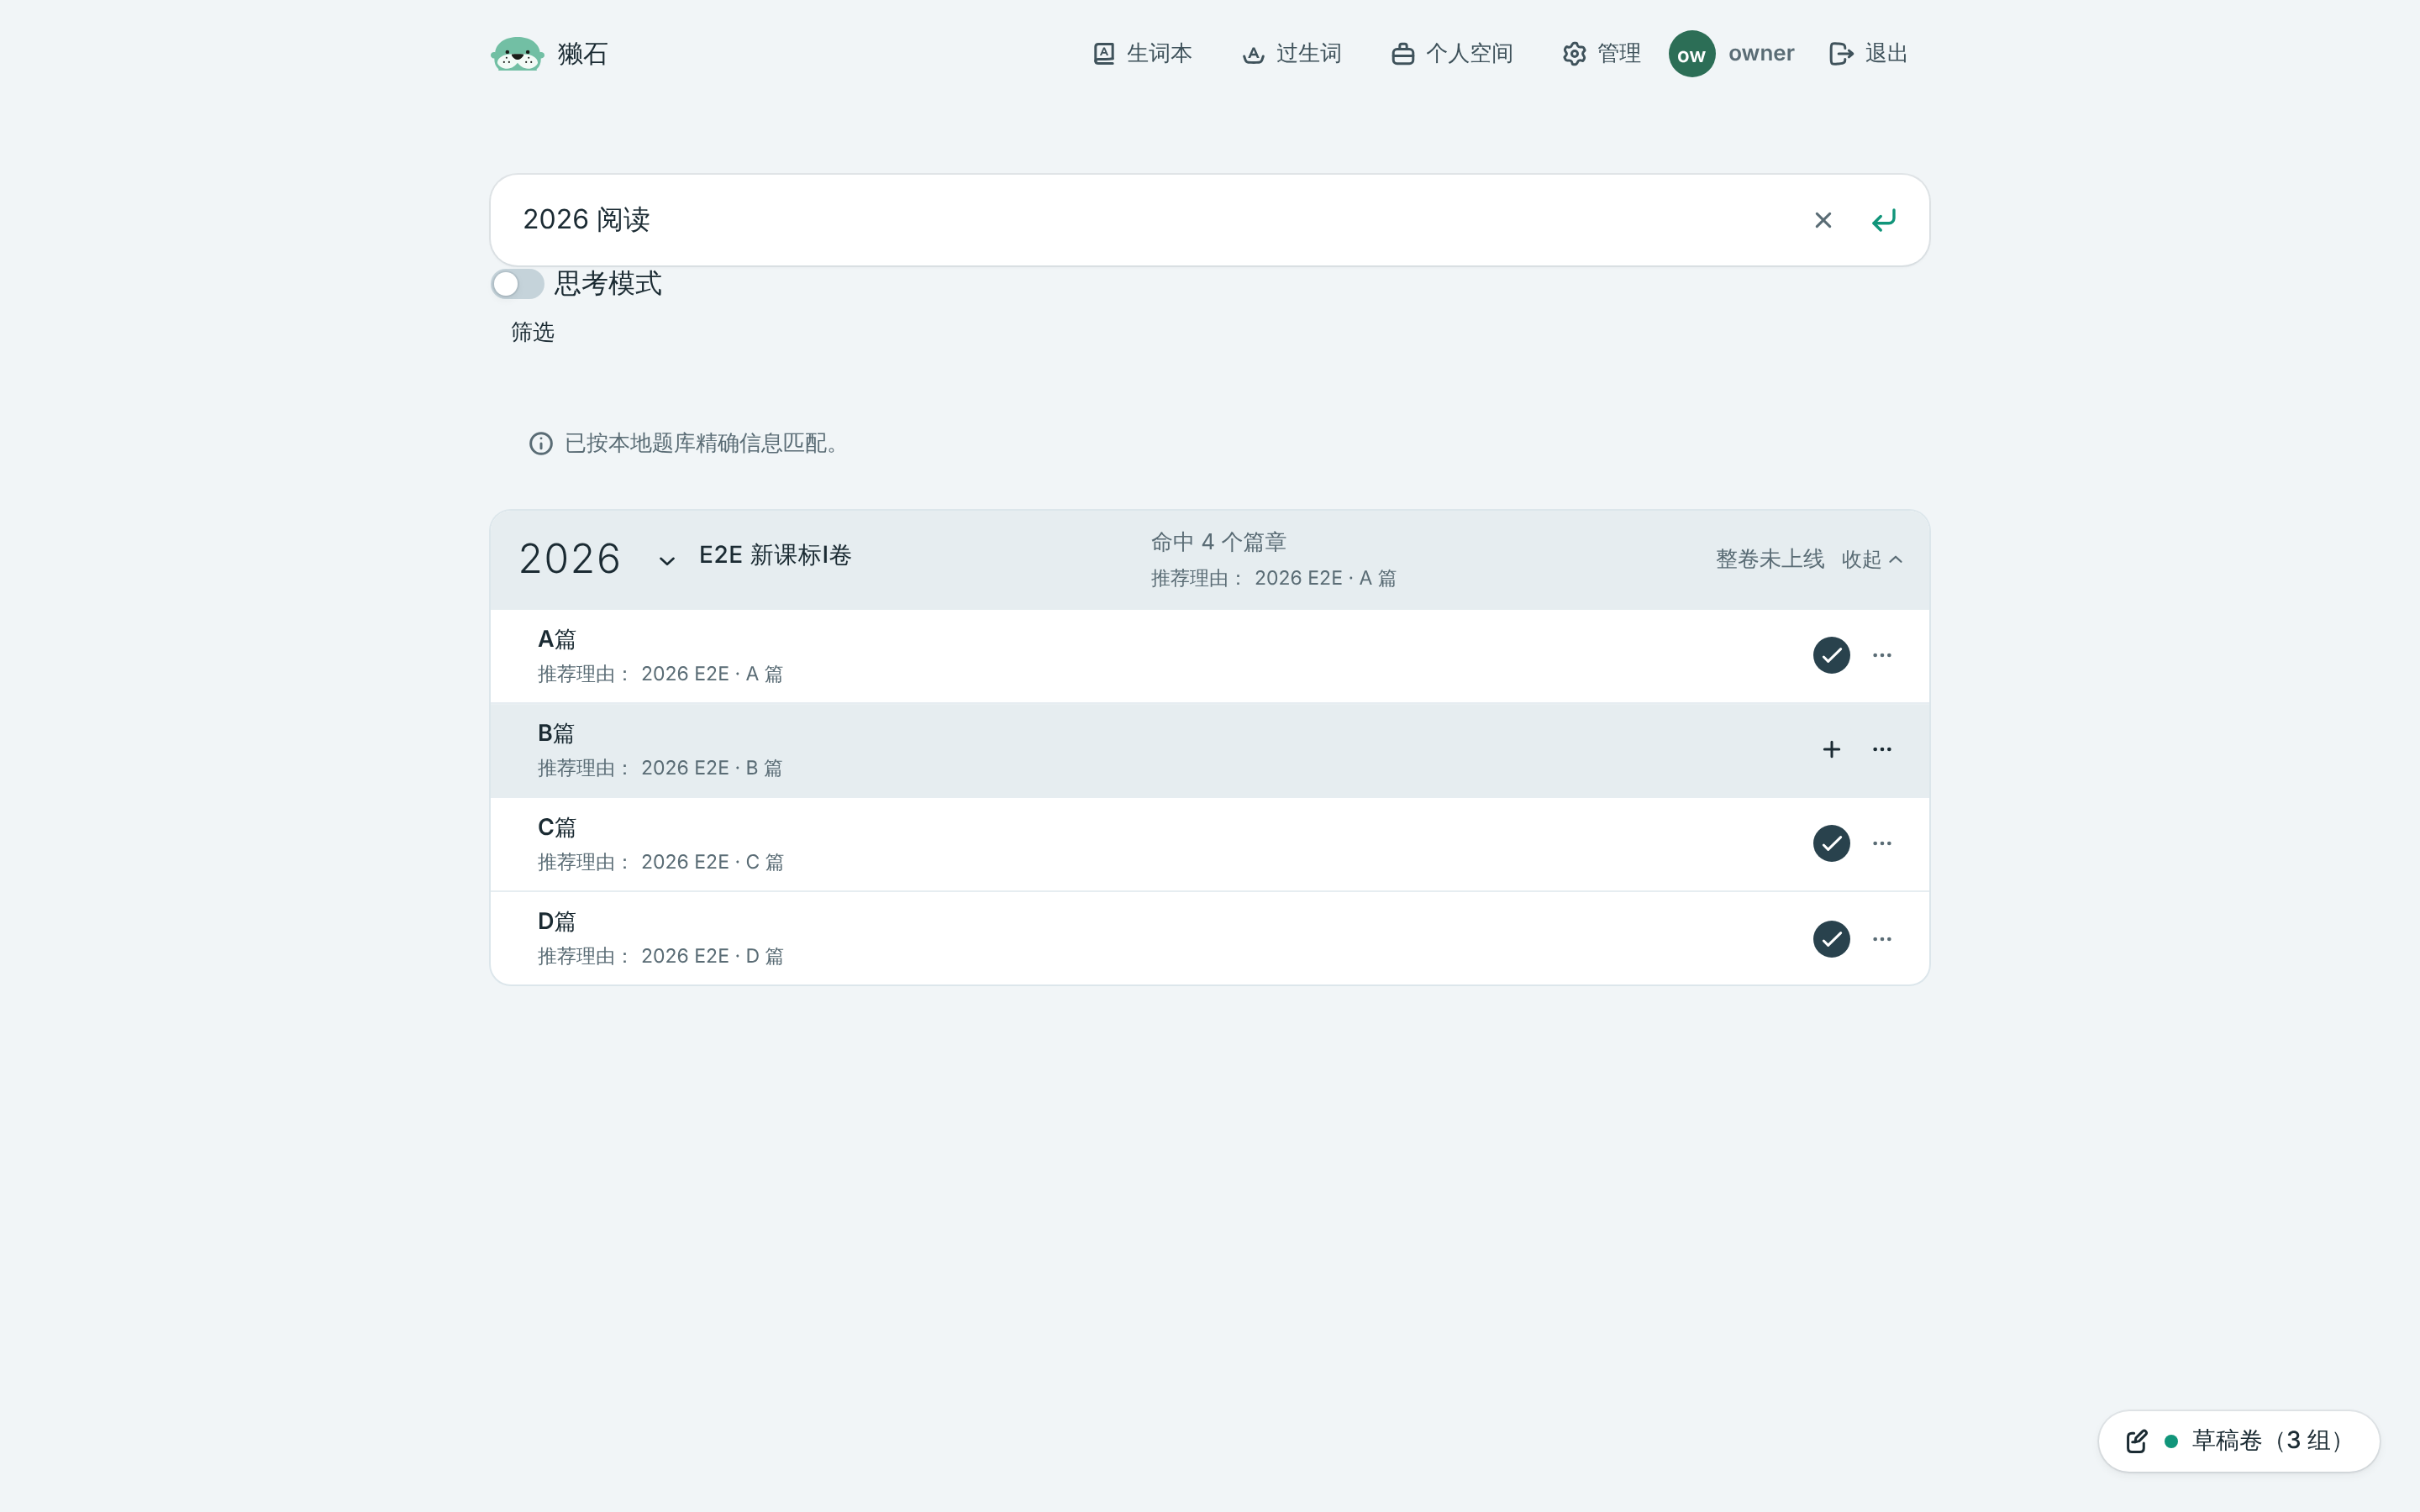 獭石
生词本
过生词
个人空间
管理
ow
owner
退出
2026 阅读
思考模式
筛选
已按本地题库精确信息匹配。
2026
E2E 新课标I卷
命中 4 个篇章
推荐理由： 2026 E2E · A 篇
整卷未上线
收起
A篇
推荐理由： 2026 E2E · A 篇
B篇
推荐理由： 2026 E2E · B 篇
C篇
推荐理由： 2026 E2E · C 篇
D篇
推荐理由： 2026 E2E · D 篇
草稿卷（3 组）